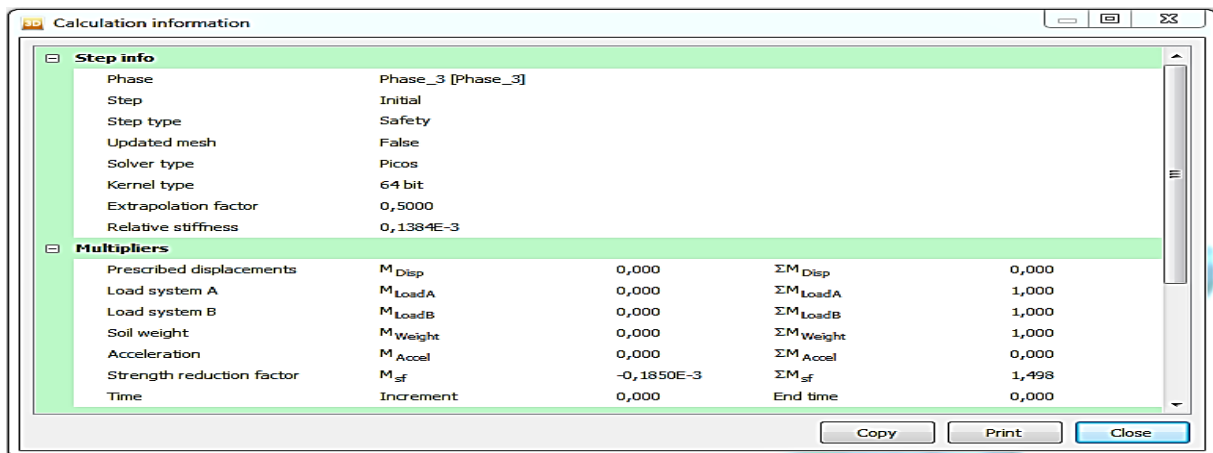 3D Calculation information
Step info
Phase Phase_3 [Phase_3]
Step Initial
Step type Safety
Updated mesh False
Solver type Picos
Kernel type 64 bit
Extrapolation factor 0,5000
Relative stiffness 0,1384E-3
Multipliers
Prescribed displacements M Disp 0,000 ΣM Disp 0,000
Load system A M LoadA 0,000 ΣM LoadA 1,000
Load system B M LoadB 0,000 ΣM LoadB 1,000
Soil weight M Weight 0,000 ΣM Weight 1,000
Acceleration M Accel 0,000 ΣM Accel 0,000
Strength reduction factor M sf -0,1850E-3 ΣM sf 1,498
Time Increment 0,000 End time 0,000
Copy Print Close